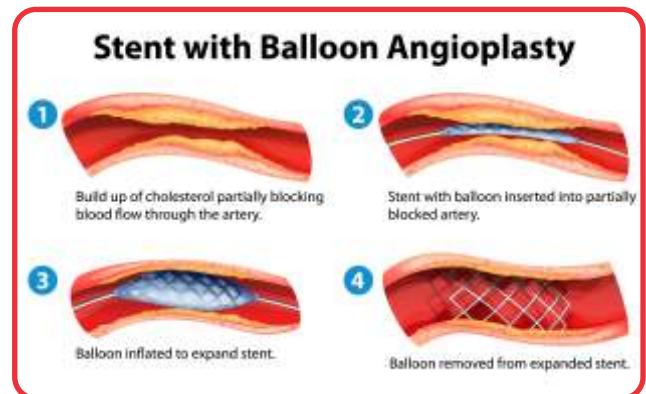 Stent with Balloon Angioplasty
1
Build up of cholesterol partially blocking
blood flow through the artery.
2
Stent with balloon inserted into partially
blocked artery.
3
Balloon inflated to expand stent.
4
Balloon removed from expanded stent.